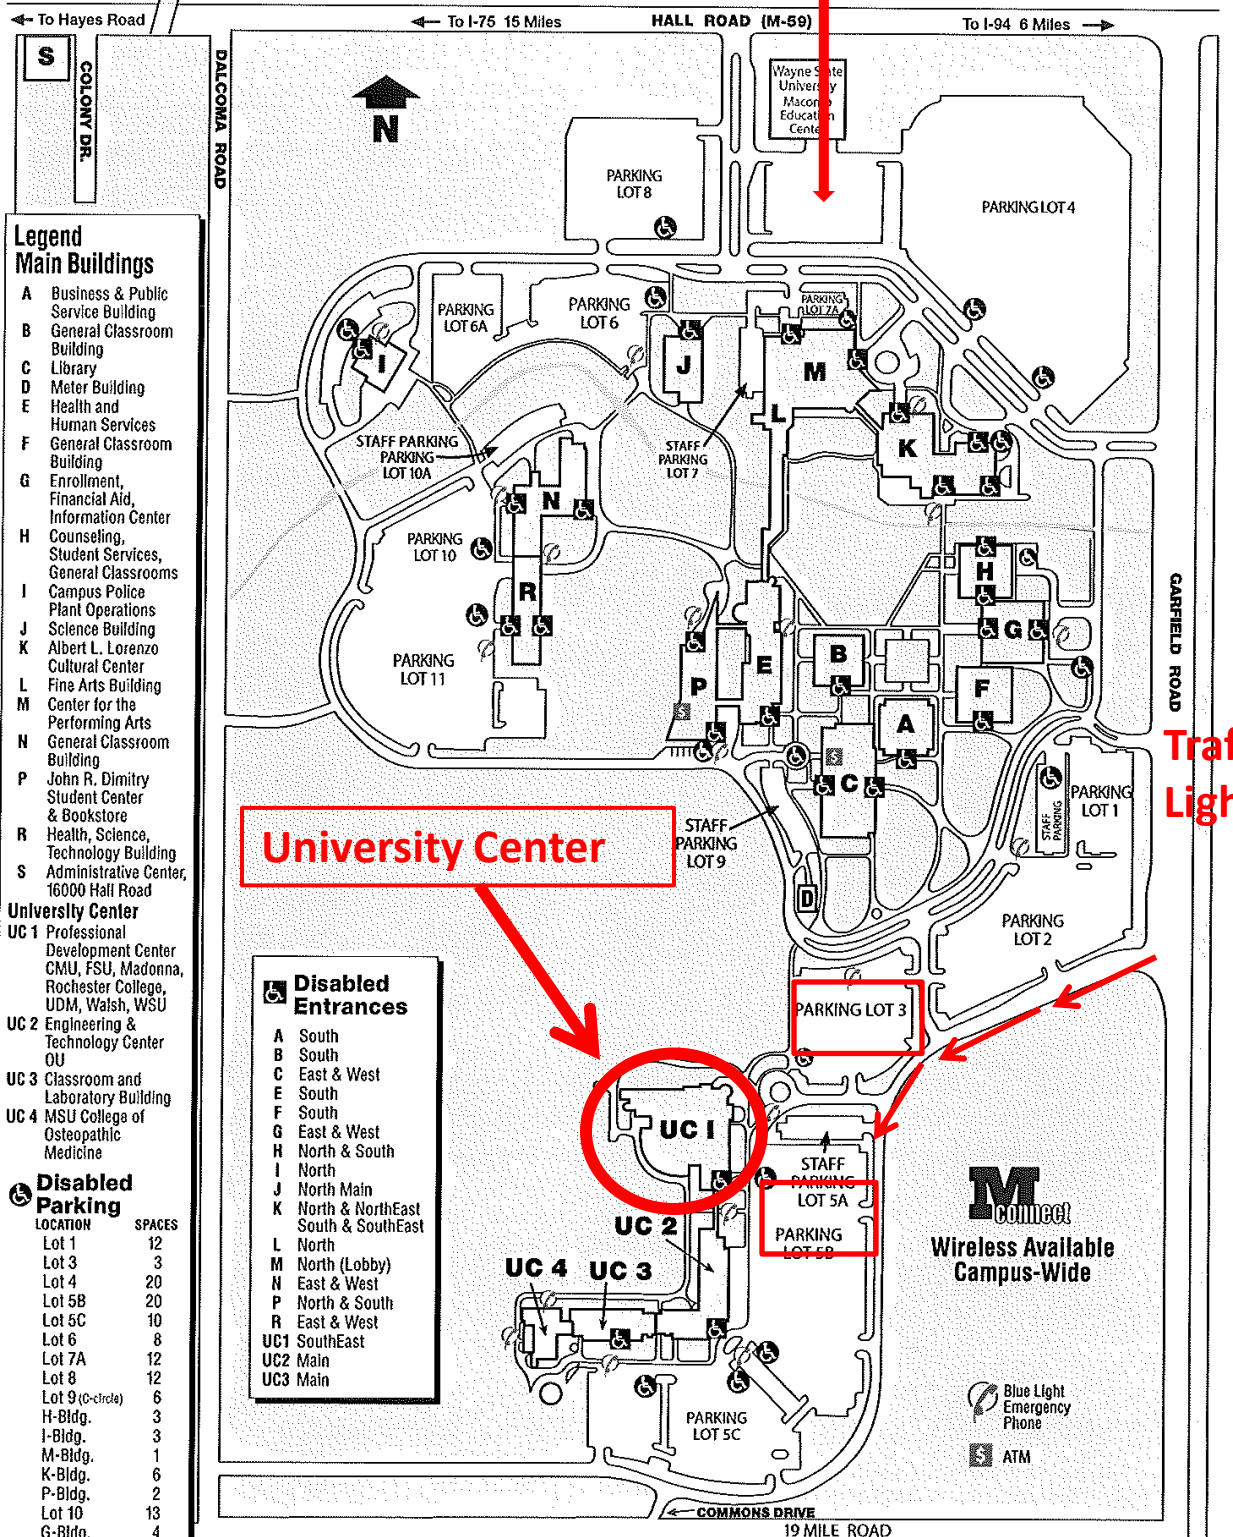 To Hayes Road
To I-75 15 Miles
HALL ROAD (M-59)
To I-94 6 Miles
S
COLONY DR.
DALCOMA ROAD
N
Wayne State
University
Macomb
Education
Center
PARKING
LOT 8
PARKING LOT 4
Legend
Main Buildings
A Business & Public
Service Building
B General Classroom
Building
C Library
D Meter Building
E Health and
Human Services
F General Classroom
Building
G Enrollment,
Financial Aid,
Information Center
H Counseling,
Student Services,
General Classrooms
I Campus Police
Plant Operations
J Science Building
K Albert L. Lorenzo
Cultural Center
L Fine Arts Building
M Center for the
Performing Arts
N General Classroom
Building
P John R. Dimitry
Student Center
& Bookstore
R Health, Science,
Technology Building
S Administrative Center,
16000 Hall Road
University Center
UC 1 Professional
Development Center
CMU, FSU, Madonna,
Rochester College,
UDM, Walsh, WSU
UC 2 Engineering &
Technology Center
OU
UC 3 Classroom and
Laboratory Building
UC 4 MSU College of
Osteopathic
Medicine
Disabled
Parking
LOCATION SPACES
Lot 1 12
Lot 3 3
Lot 4 20
Lot 5B 20
Lot 5C 10
Lot 6 8
Lot 7A 12
Lot 8 12
Lot 9 (C-circle) 6
H-Bldg. 3
I-Bldg. 3
M-Bldg. 1
K-Bldg. 6
P-Bldg. 2
Lot 10 13
G-Bldg. 4
PARKING
LOT 6A
PARKING
LOT 6
PARKING
LOT 7A
I
J
M
L
K
STAFF PARKING
PARKING
LOT 10A
STAFF
PARKING
LOT 7
N
PARKING
LOT 10
R
PARKING
LOT 11
H
G
GARFIELD ROAD
E
B
P
F
A
C
$
$
Traf
Ligh
STAFF
PARKING
PARKING
LOT 1
University Center
STAFF
PARKING
LOT 9
D
PARKING
LOT 2
PARKING LOT 3
Disabled
Entrances
A South
B South
C East & West
E South
F South
G East & West
H North & South
I North
J North Main
K North & NorthEast
South & SouthEast
L North
M North (Lobby)
N East & West
P North & South
R East & West
UC1 SouthEast
UC2 Main
UC3 Main
UC I
STAFF
PARKING
LOT 5A
PARKING
LOT 5B
UC 2
UC 4
UC 3
M
connect
Wireless Available
Campus-Wide
PARKING
LOT 5C
Blue Light
Emergency
Phone
$ ATM
COMMONS DRIVE
19 MILE ROAD